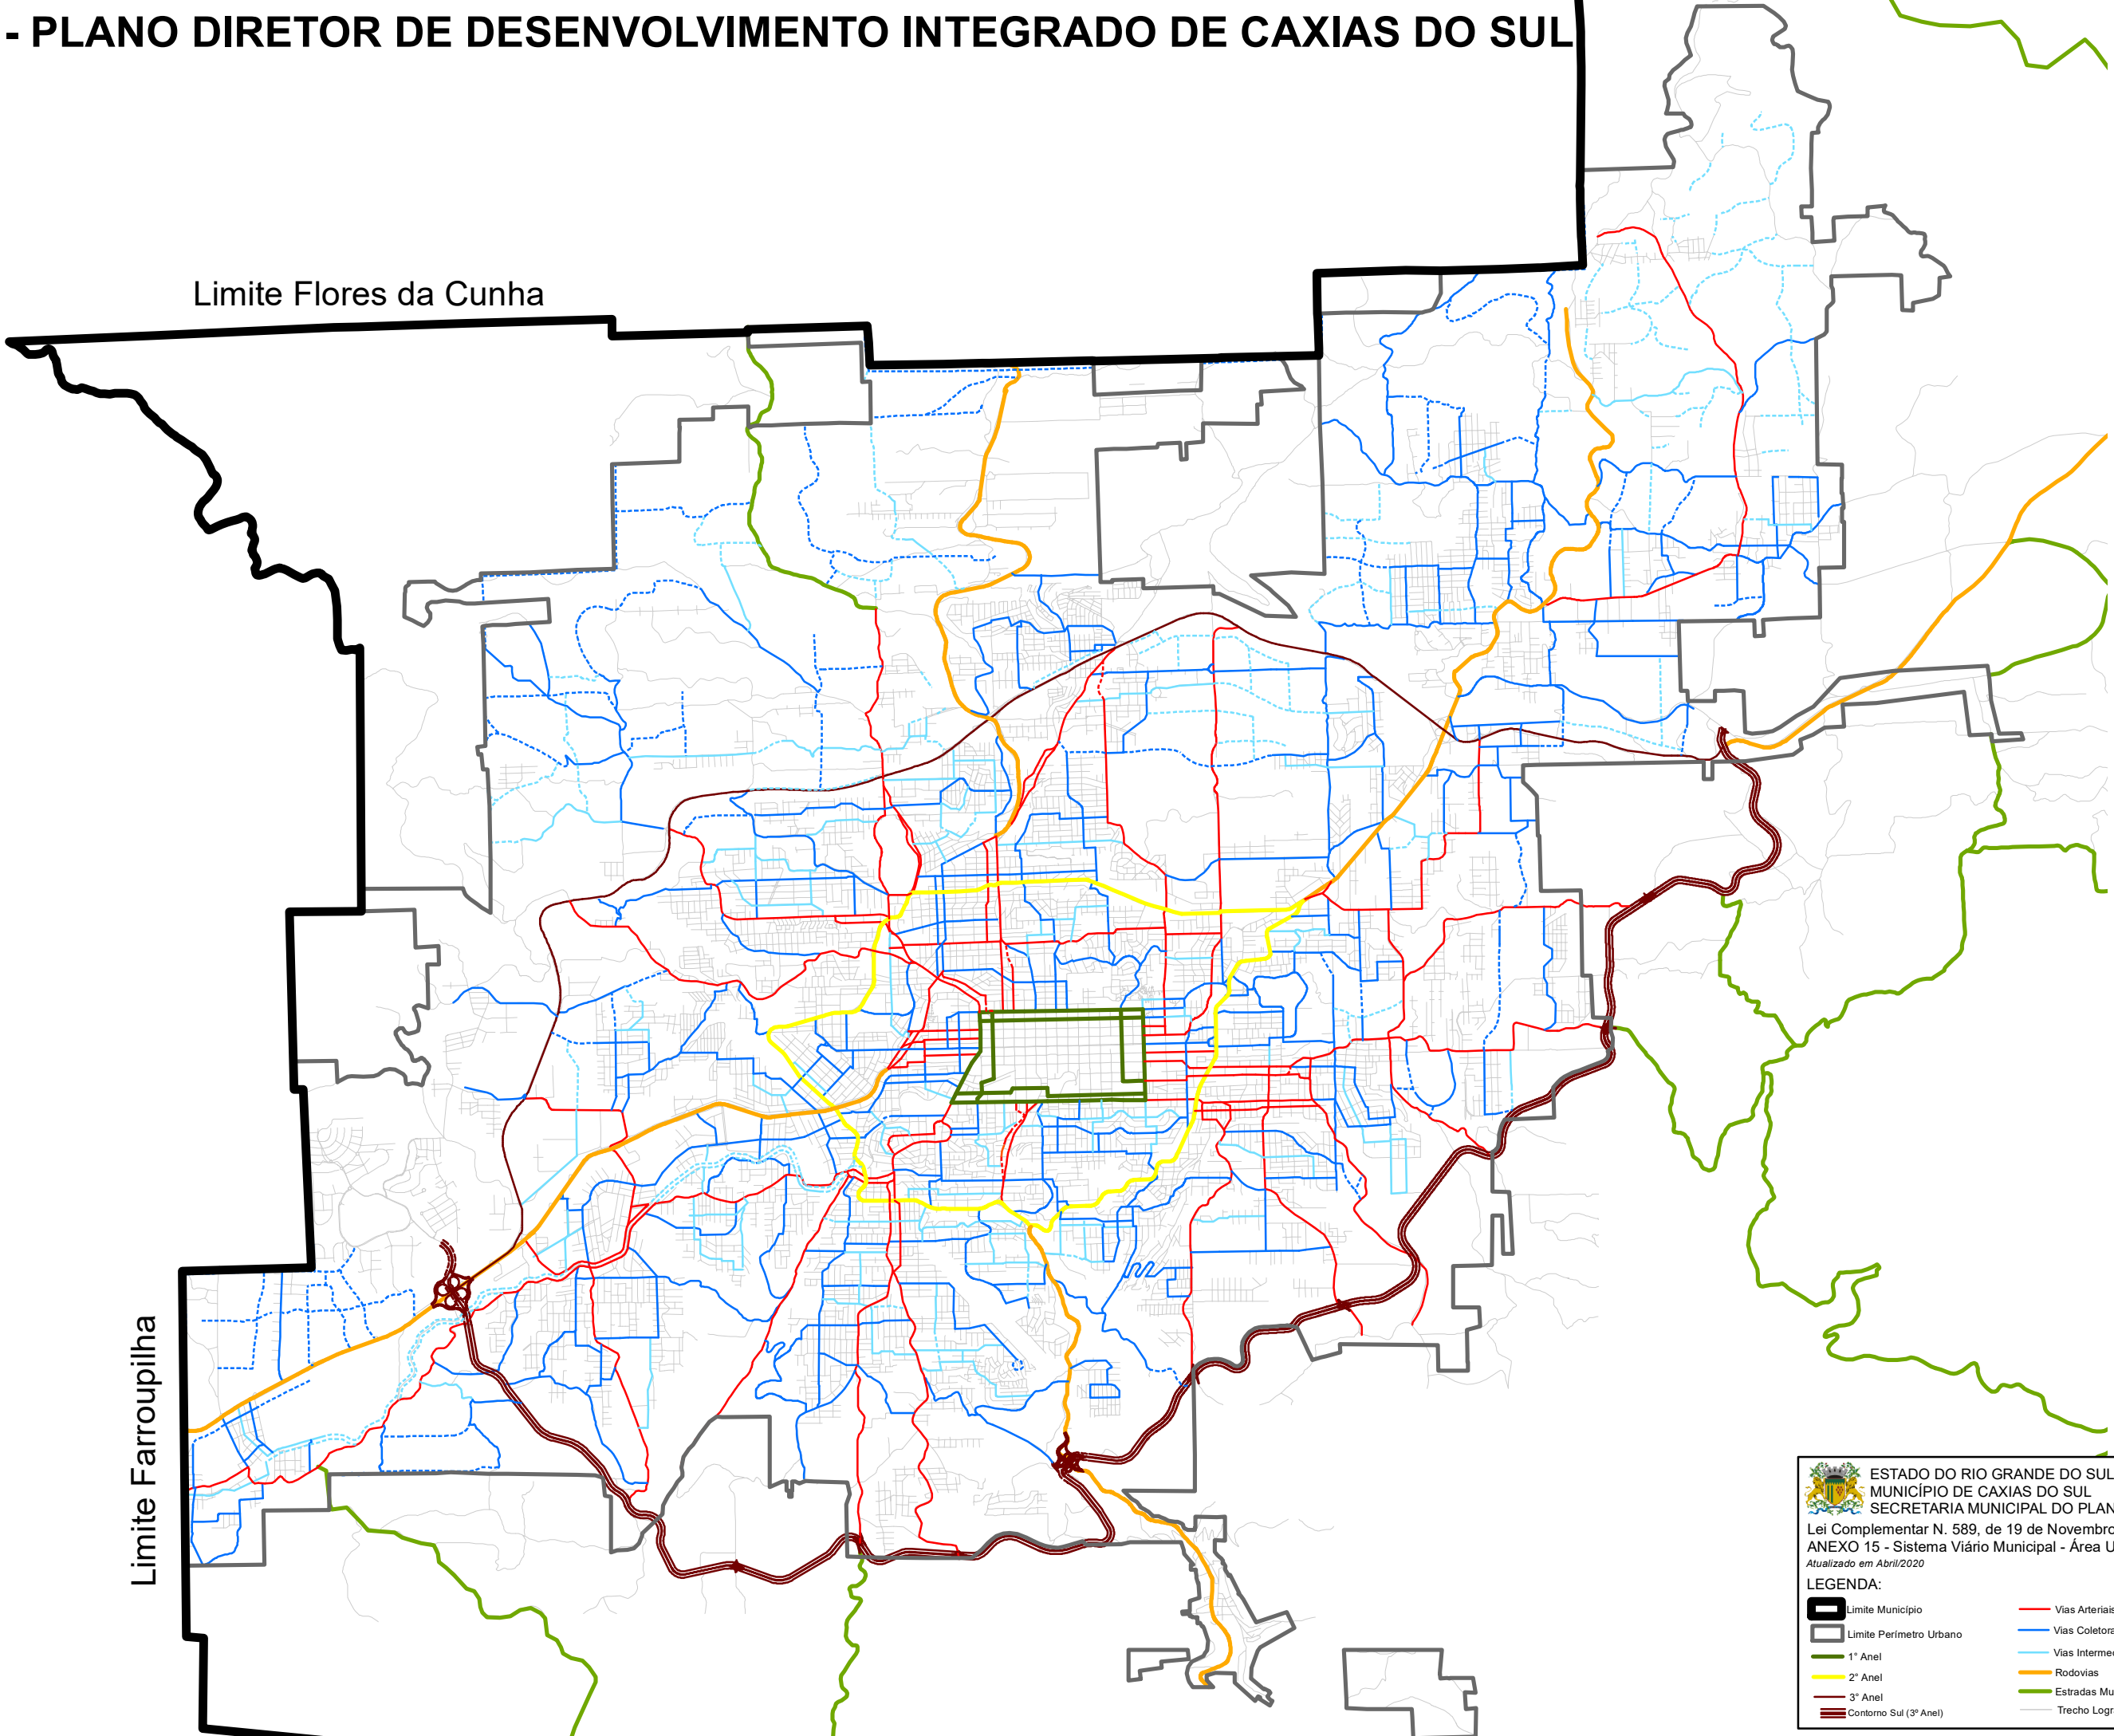 - PLANO DIRETOR DE DESENVOLVIMENTO INTEGRADO DE CAXIAS DO SUL
Limite Flores da Cunha
Limite Farroupilha
ESTADO DO RIO GRANDE DO SUL
MUNICÍPIO DE CAXIAS DO SUL
SECRETARIA MUNICIPAL DO PLAN
Lei Complementar N. 589, de 19 de Novembro
ANEXO 15 - Sistema Viário Municipal - Área U
Atualizado em Abril/2020
LEGENDA:
Limite Município
Limite Perímetro Urbano
1° Anel
2° Anel
3° Anel
Contorno Sul (3º Anel)
Vias Arteriais
Vias Coletora
Vias Interme
Rodovias
Estradas Mu
Trecho Logr